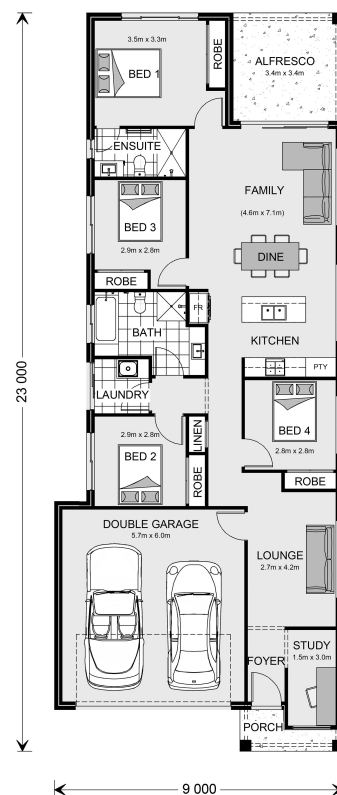 3.5m x 3.3m
BED 1
ROBE
ALFRESCO
3.4m x 3.4m
ENSUITE
FAMILY
(4.6m x 7.1m)
BED 3
2.9m x 2.8m
ROBE
DINE
FR
BATH
KITCHEN
PTY
LAUNDRY
LINEN
BED 4
2.8m x 2.8m
2.9m x 2.8m
BED 2
ROBE
ROBE
DOUBLE GARAGE
5.7m x 6.0m
LOUNGE
2.7m x 4.2m
STUDY
1.5m x 3.0m
FOYER
PORCH
23 000
9 000